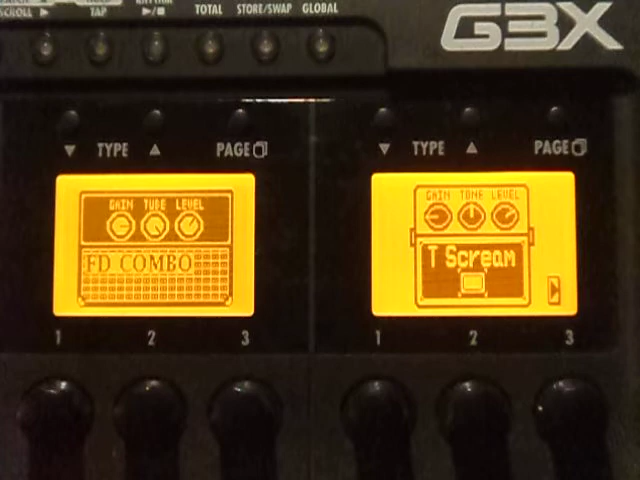 SCROLL ▶ TAP ▶/■ TOTAL STORE/SWAP GLOBAL
G3X
▼ TYPE ▲ PAGE ▼ TYPE ▲ PAGE
GAIN TUBE LEVEL
FD COMBO
GAIN TONE LEVEL
T Scream
1 2 3 1 2 3